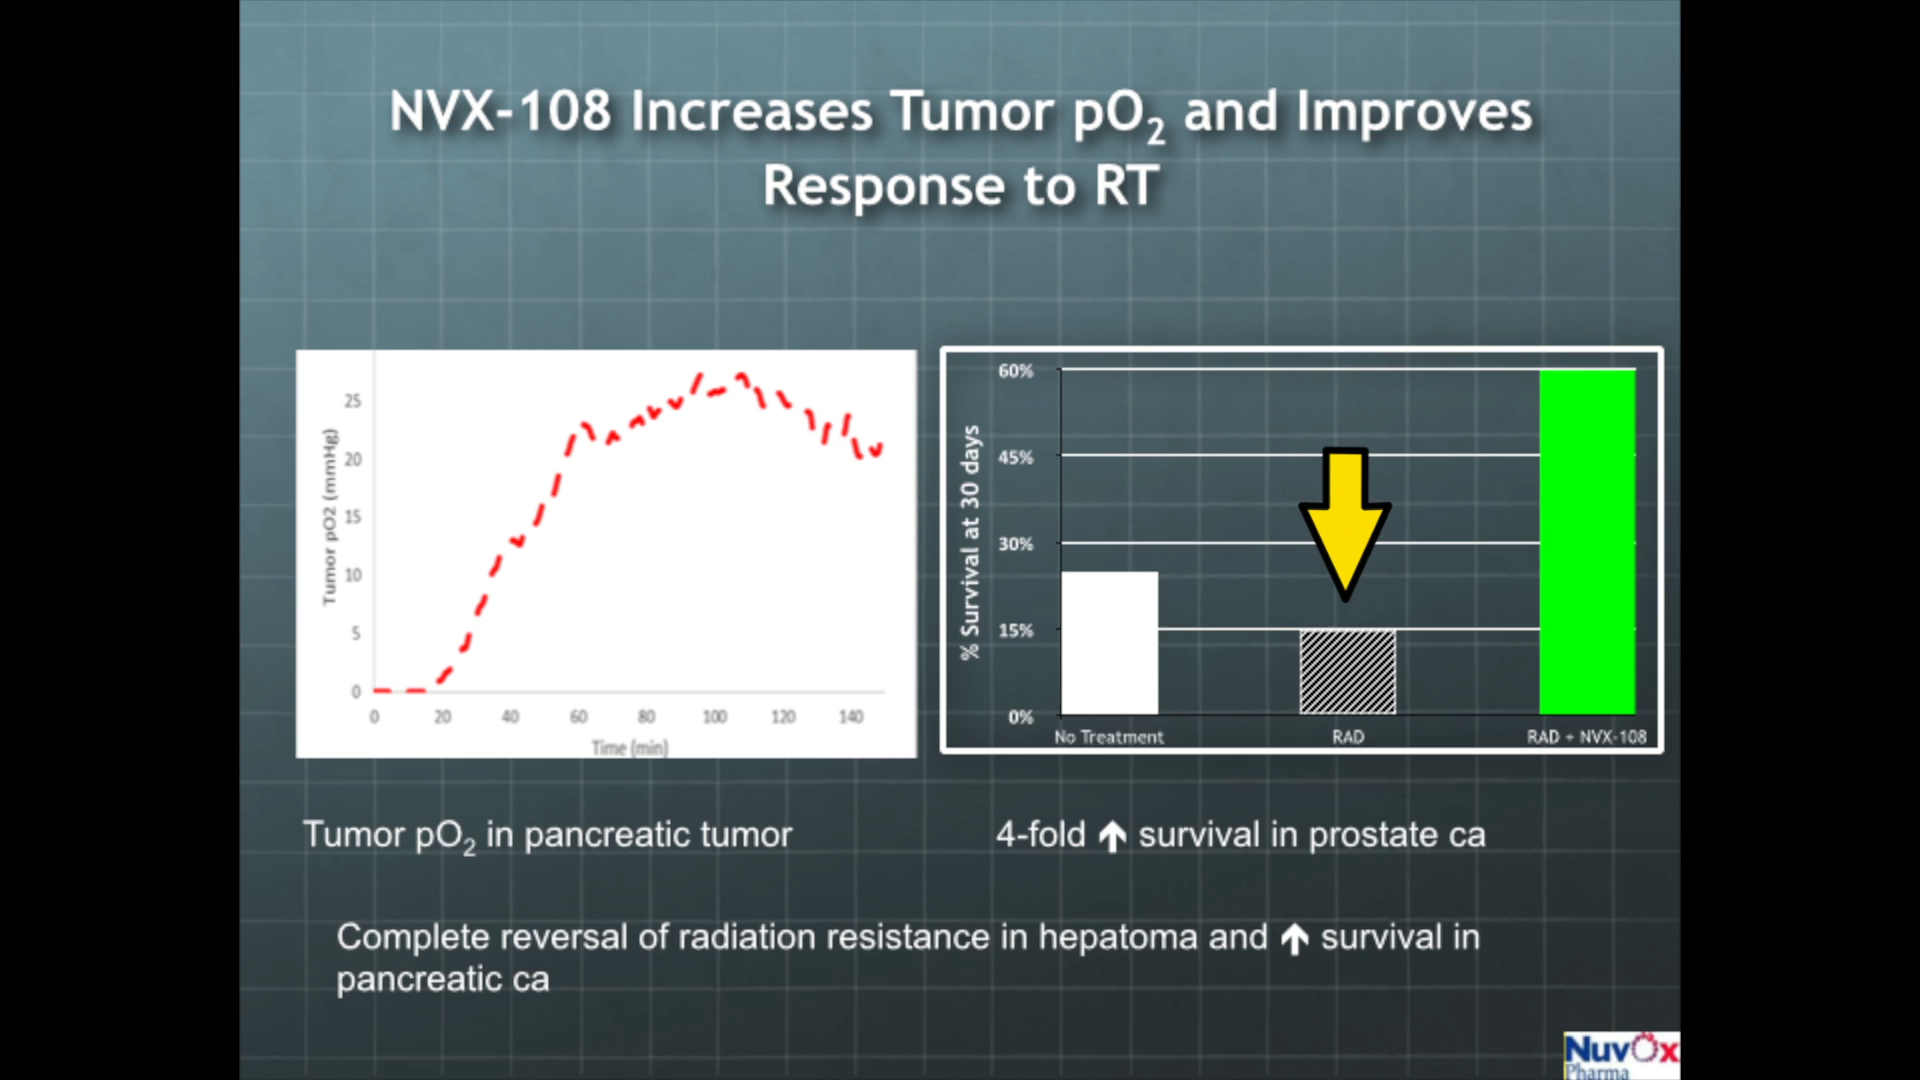 NVX-108 Increases Tumor pO2 and Improves
Response to RT
Tumor pO2 (mmHg)
25
20
15
10
5
0
0 20 40 60 80 100 120 140
Time (min)
% Survival at 30 days
60%
45%
30%
15%
0%
No Treatment RAD RAD + NVX-108
Tumor pO2 in pancreatic tumor
4-fold ↑ survival in prostate ca
Complete reversal of radiation resistance in hepatoma and ↑ survival in
pancreatic ca
NuvOx
Pharma